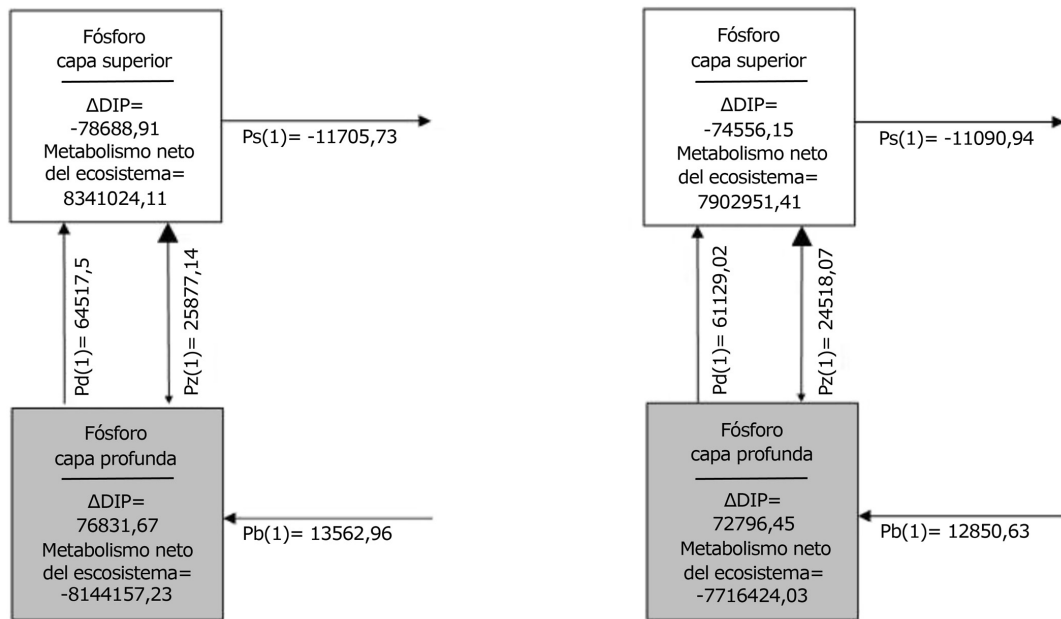 Fósforo
capa superior
ΔDIP=
-78688,91
Metabolismo neto
del ecosistema=
8341024,11
Ps(1)= -11705,73
Pd(1)= 64517,5
Pz(1)= 25877,14
Fósforo
capa profunda
ΔDIP=
76831,67
Metabolismo neto
del escosistema=
-8144157,23
Pb(1)= 13562,96
Fósforo
capa superior
ΔDIP=
-74556,15
Metabolismo neto
del ecosistema=
7902951,41
Ps(1)= -11090,94
Pd(1)= 61129,02
Pz(1)= 24518,07
Fósforo
capa profunda
ΔDIP=
72796,45
Metabolismo neto
del ecosistema=
-7716424,03
Pb(1)= 12850,63